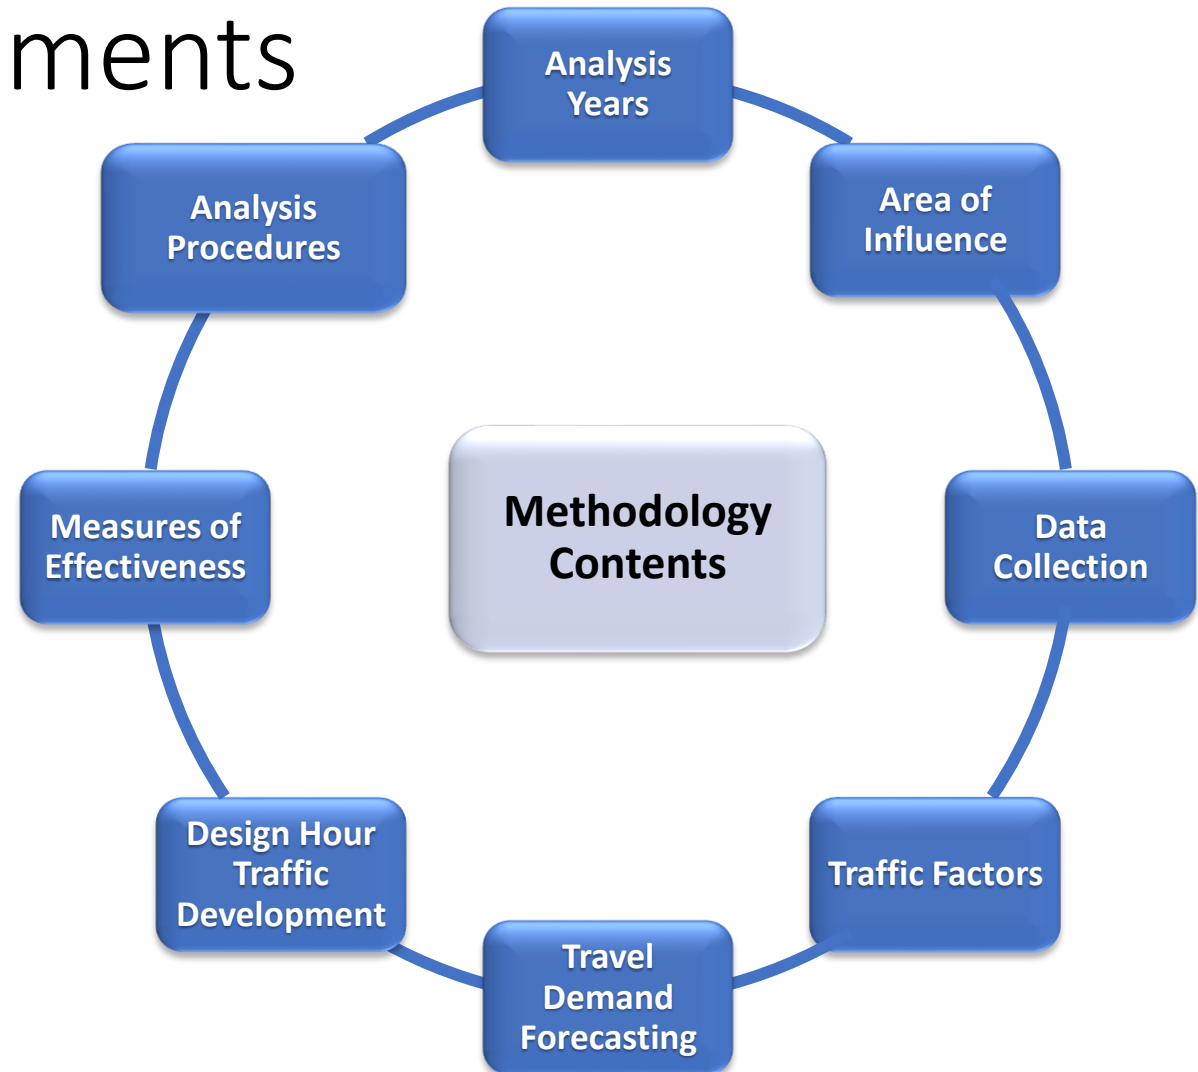 ments
Analysis
Years
Area of
Influence
Data
Collection
Traffic Factors
Travel
Demand
Forecasting
Design Hour
Traffic
Development
Measures of
Effectiveness
Analysis
Procedures
Methodology
Contents